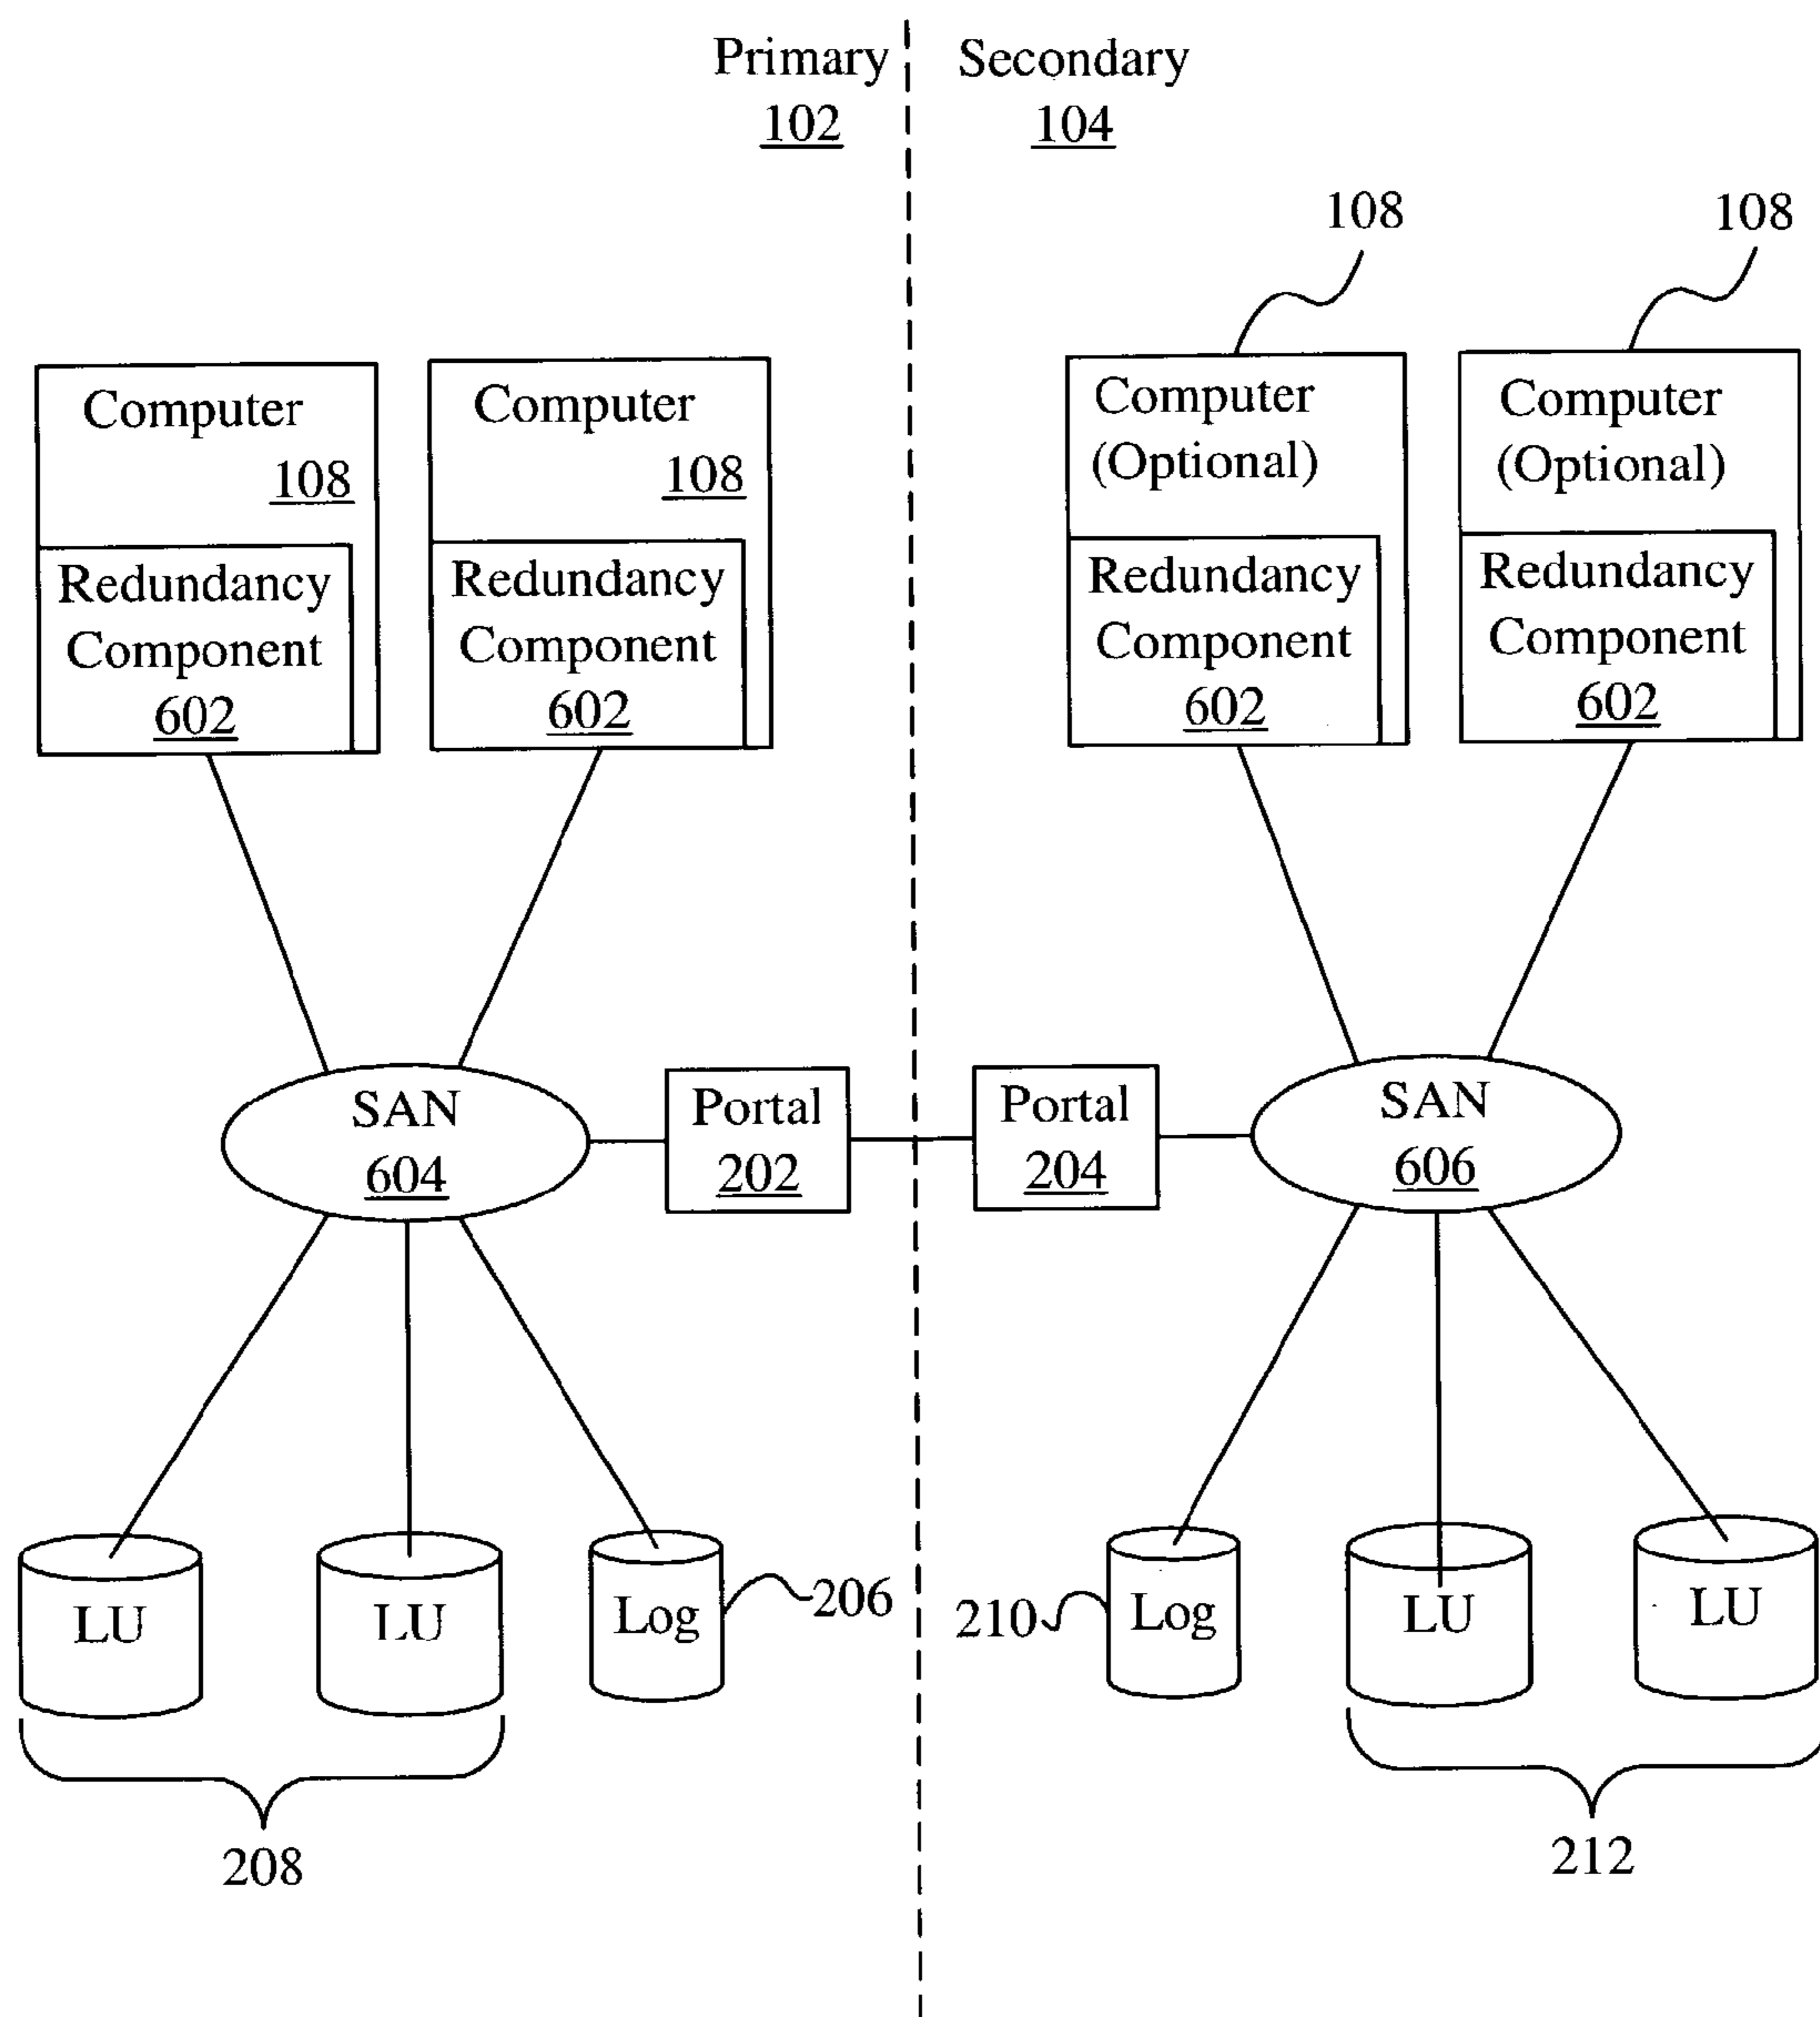 Primary
102
Secondary
104
108
108
Computer
108
Redundancy
Component
602
Computer
108
Redundancy
Component
602
Computer
(Optional)
Redundancy
Component
602
Computer
(Optional)
Redundancy
Component
602
SAN
604
Portal
202
Portal
204
SAN
606
LU
LU
Log
206
210
Log
LU
LU
208
212